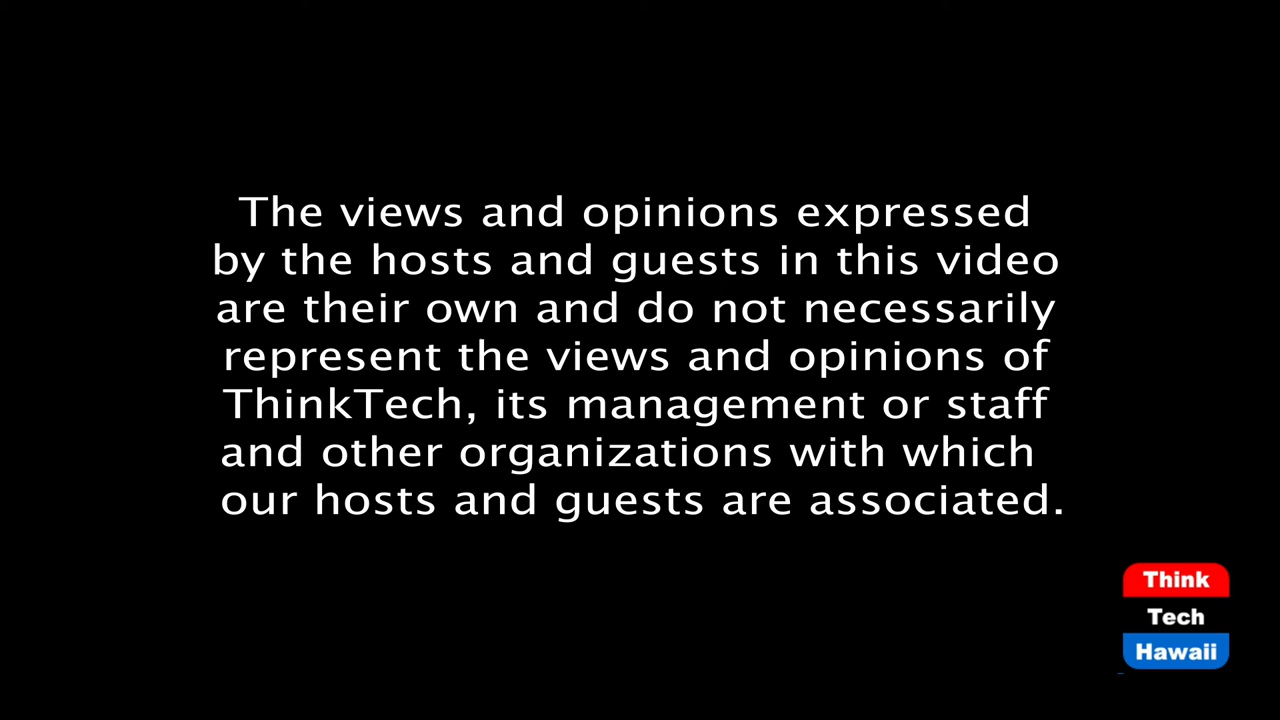 The views and opinions expressed
by the hosts and guests in this video
are their own and do not necessarily
represent the views and opinions of
ThinkTech, its management or staff
and other organizations with which
our hosts and guests are associated.
Think
Tech
Hawaii